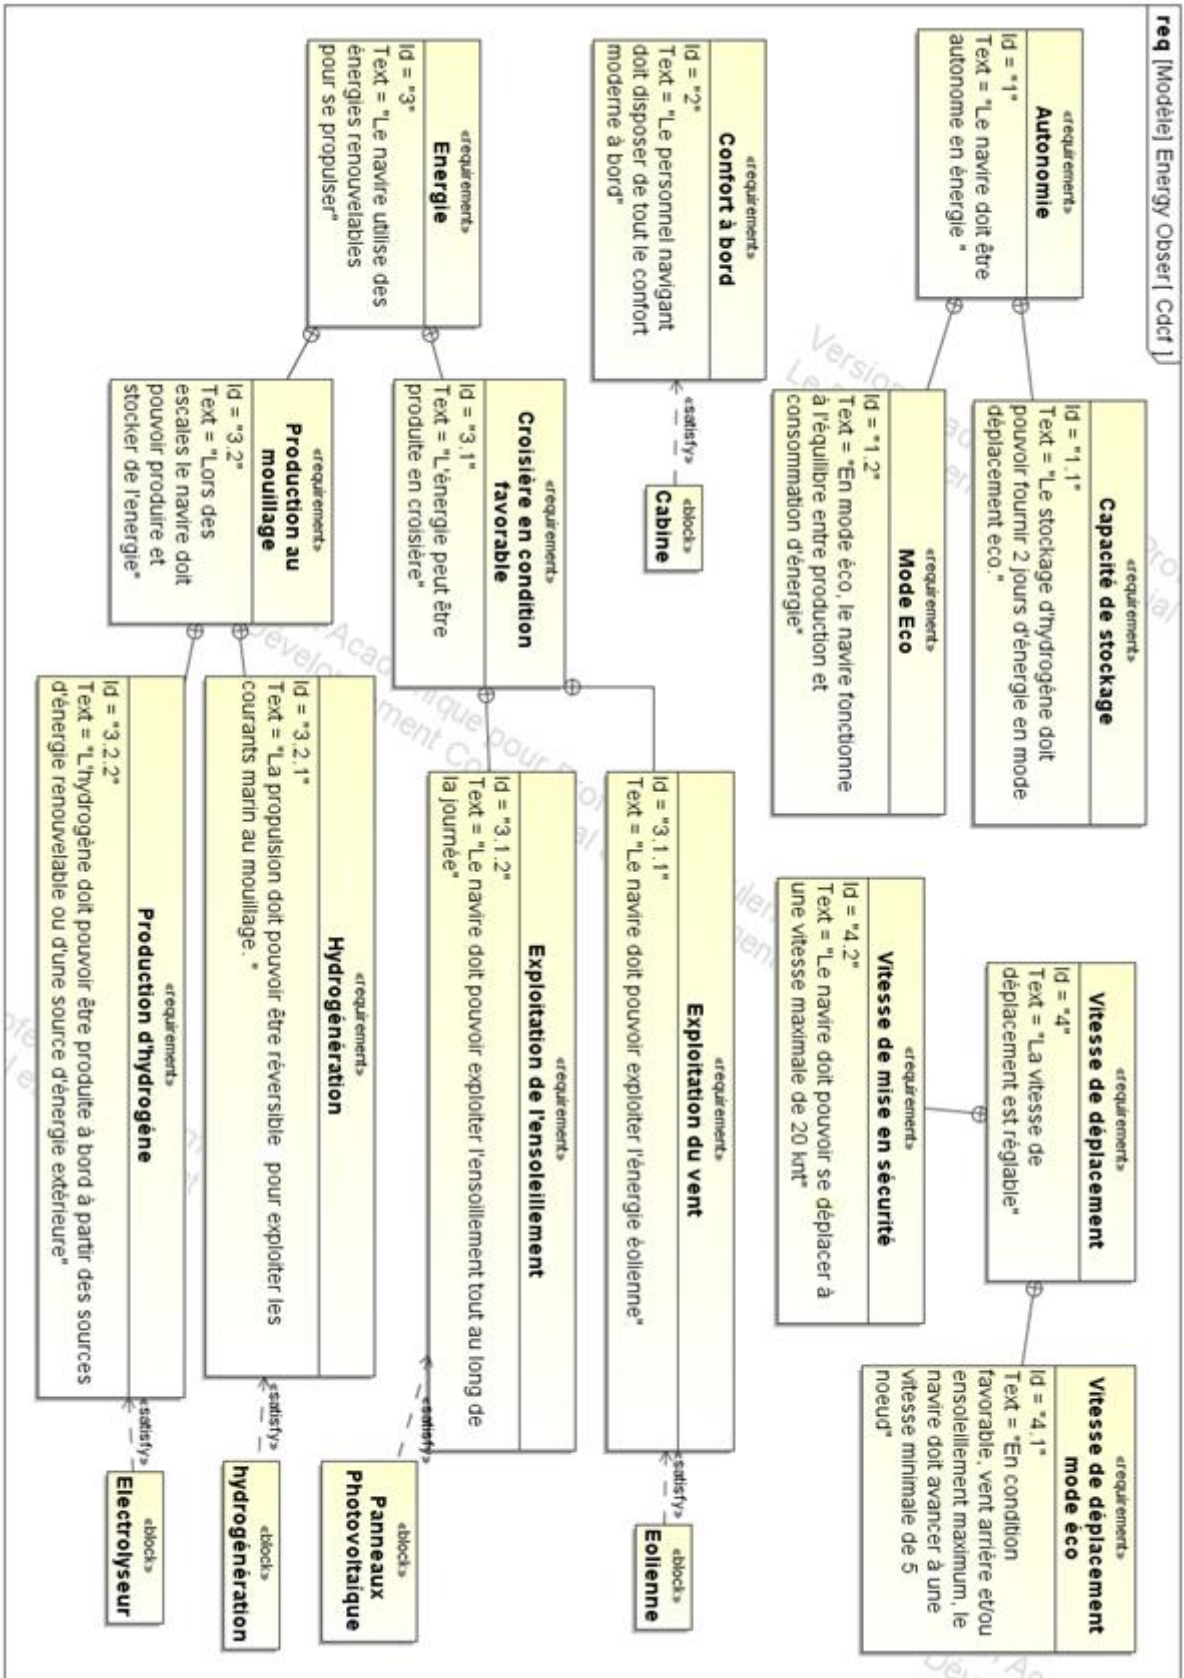 req [Modèle] Energy Obser[ Cdcf ]
«requirement»
Autonomie
Id = "1"
Text = "Le navire doit être
autonome en énergie "
«requirement»
Capacité de stockage
Id = "1.1"
Text = "Le stockage d'hydrogène doit
pouvoir fournir 2 jours d'énergie en mode
déplacement eco."
«requirement»
Mode Eco
Id = "1.2"
Text = "En mode éco, le navire fonctionne
à l'équilibre entre production et
consommation d'énergie"
«requirement»
Vitesse de déplacement
Id = "4"
Text = "La vitesse de
déplacement est réglable"
«requirement»
Vitesse de déplacement
mode éco
Id = "4.1"
Text = "En condition
favorable, vent arrière et/ou
ensoleillement maximum, le
navire doit avancer à une
vitesse minimale de 5
noeud"
«requirement»
Vitesse de mise en sécurité
Id = "4.2"
Text = "Le navire doit pouvoir se déplacer à
une vitesse maximale de 20 knt"
«requirement»
Confort à bord
Id = "2"
Text = "Le personnel navigant
doit disposer de tout le confort
moderne à bord"
«satisfy»
«block»
Cabine
«requirement»
Energie
Id = "3"
Text = "Le navire utilise des
énergies renouvelables
pour se propulser"
«requirement»
Croisière en condition
favorable
Id = "3.1"
Text = "L'énergie peut être
produite en croisière"
«requirement»
Exploitation du vent
Id = "3.1.1"
Text = "Le navire doit pouvoir exploiter l'énergie éolienne"
«satisfy»
«block»
Eolienne
«requirement»
Exploitation de l'ensoleillement
Id = "3.1.2"
Text = "Le navire doit pouvoir exploiter l'ensoillement tout au long de
la journée"
«satisfy»
«block»
Panneaux
Photovoltaique
«requirement»
Production au
mouillage
Id = "3.2"
Text = "Lors des
escales le navire doit
pouvoir produire et
stocker de l'energie"
«requirement»
Hydrogénération
Id = "3.2.1"
Text = "La propulsion doit pouvoir être réversible pour exploiter les
courants marin au mouillage. "
«satisfy»
«block»
hydrogénération
«requirement»
Production d'hydrogéne
Id = "3.2.2"
Text = "L'hydrogène doit pouvoir être produite à bord à partir des sources
d'énergie renouvelable ou d'une source d'énergie extérieure"
«satisfy»
«block»
Electrolyseur